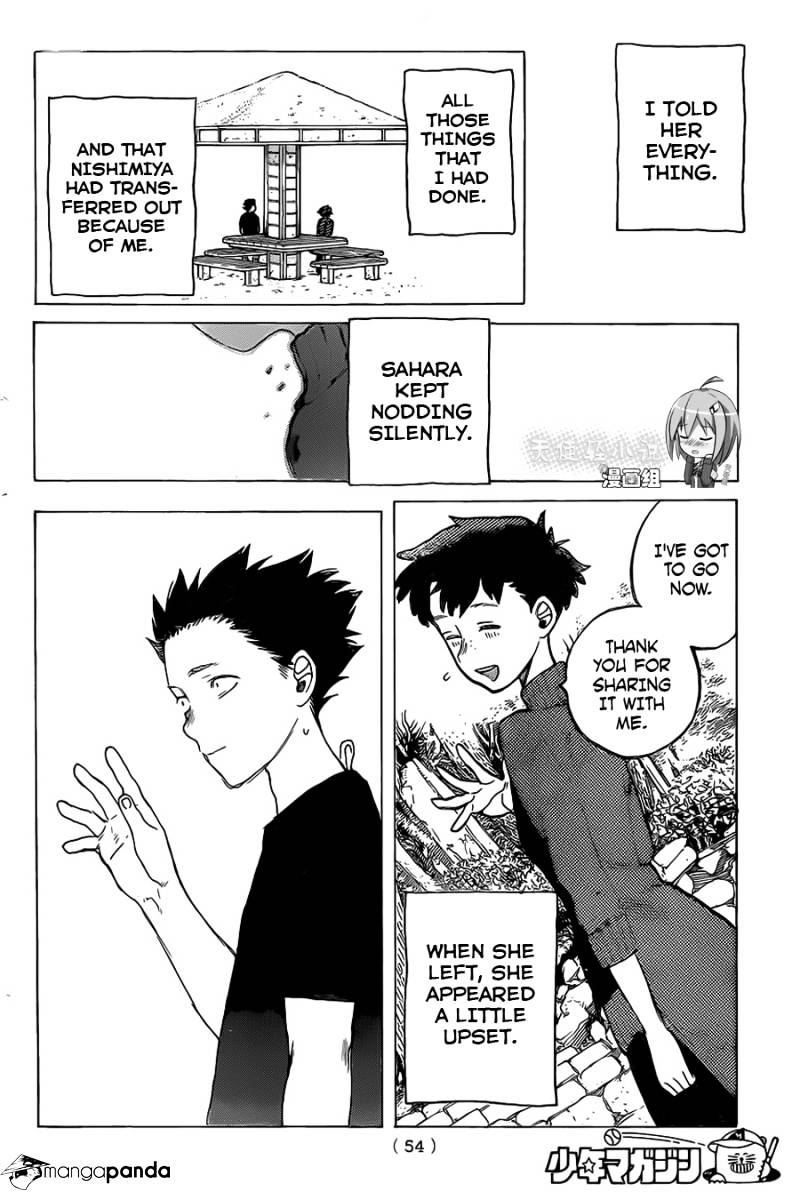 I TOLD
HER
EVERY-
THING.
ALL
THOSE
THINGS
THAT
I HAD
DONE.
AND THAT
NISHIMIYA
HAD TRANS-
FERRED OUT
BECAUSE
OF ME.
SAHARA
KEPT
NODDING
SILENTLY.
漫画组
I'VE GOT
TO GO
NOW.
THANK
YOU FOR
SHARING
IT WITH
ME.
WHEN SHE
LEFT, SHE
APPEARED
A LITTLE
UPSET.
( 54 )
mangapanda
少年マガジン